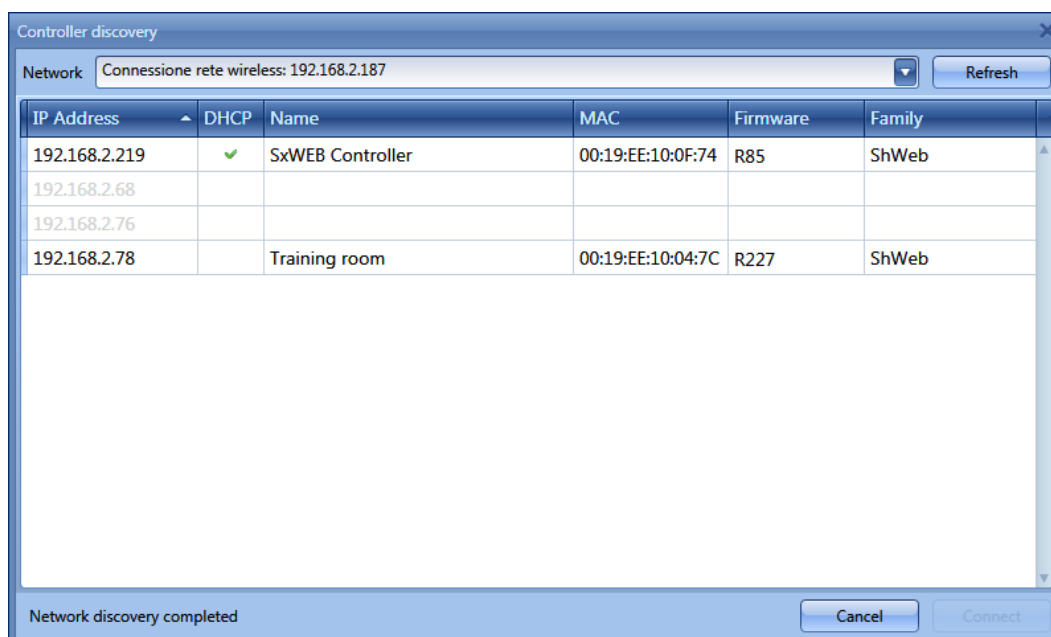 Controller discovery
Network Connessione rete wireless: 192.168.2.187 Refresh
IP Address DHCP Name MAC Firmware Family
192.168.2.219 SxWEB Controller 00:19:EE:10:0F:74 R85 ShWeb
192.168.2.68
192.168.2.76
192.168.2.78 Training room 00:19:EE:10:04:7C R227 ShWeb
Network discovery completed Cancel Connect